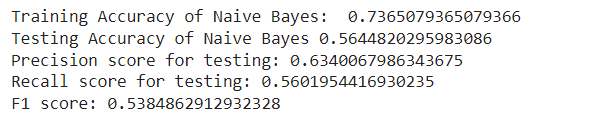 Training Accuracy of Naive Bayes:  0.7365079365079366
Testing Accuracy of Naive Bayes 0.5644820295983086
Precision score for testing: 0.6340067986343675
Recall score for testing: 0.5601954416930235
F1 score: 0.5384862912932328